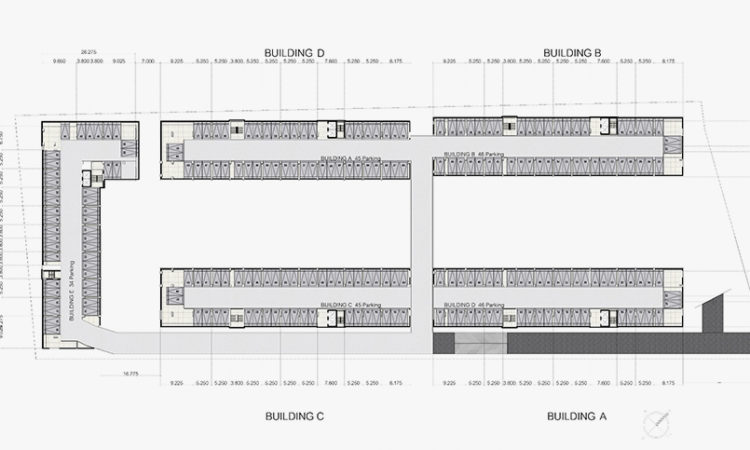 BUILDING D
BUILDING B
26.275
9.650 3.800 3.800 9.025 7.000 9.225 5.250 5.250 3.800 5.250 5.250 5.250 7.600 5.250 5.250 8.175
9.225 5.250 5.250 3.800 5.250 5.250 5.250 7.600 5.250 5.250 8.175
BUILDING A 45 Parking
BUILDING B 46 Parking
BUILDING E 34 Parking
BUILDING C 45 Parking
BUILDING D 46 Parking
16.775
9.225 5.250 5.250 3.800 5.250 5.250 5.250 7.600 5.250 5.250 8.175
9.225 5.250 5.250 3.800 5.250 5.250 5.250 7.600 5.250 5.250 8.175
BUILDING C
BUILDING A